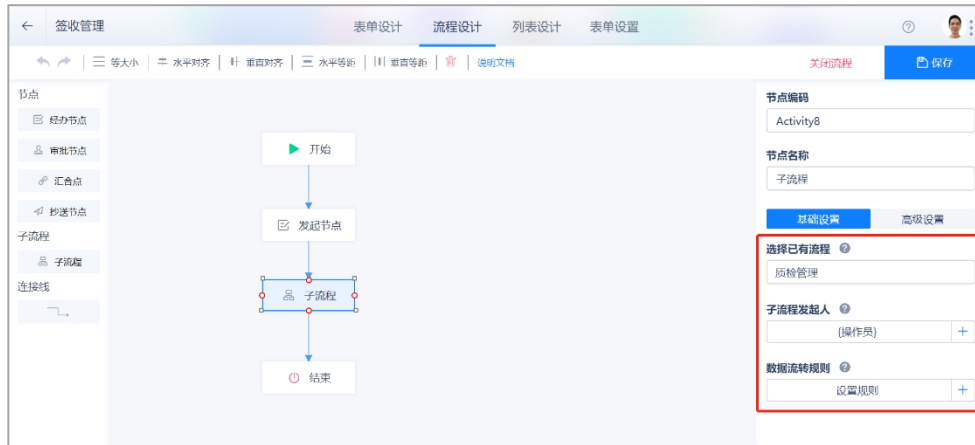 签收管理 表单设计 流程设计 列表设计 表单设置
等大小 水平对齐 垂直对齐 水平等距 垂直等距 说明文档 关闭流程 保存
节点
经办节点
审批节点
汇合点
抄送节点
子流程
子流程
连接线
开始
发起节点
子流程
结束
节点编码
Activity8
节点名称
子流程
基础设置 高级设置
选择已有流程
质检管理
子流程发起人
{操作员}
数据流转规则
设置规则